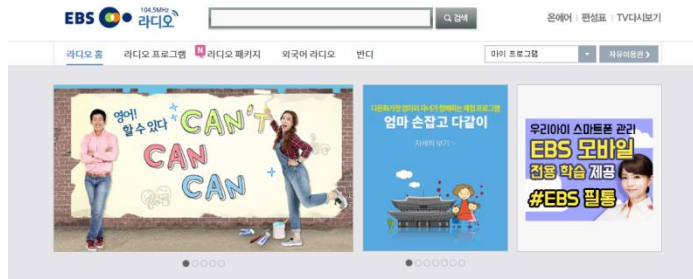 EBS 104.5MHz 라디오
검색
온에어 | 편성표 | TV다시보기
라디오 홈 라디오 프로그램 N 라디오 패키지 외국어 라디오 반디
마이 프로그램 자유이용권 >
영어!
할 수 있다
CAN'T
CAN
CAN
다문화가정 엄마와 자녀가 함께하는 체험 프로그램
엄마 손잡고 다같이
자세히 보기 >
우리아이 스마트폰 관리
EBS 모바일
전용 학습 제공
#EBS 필통